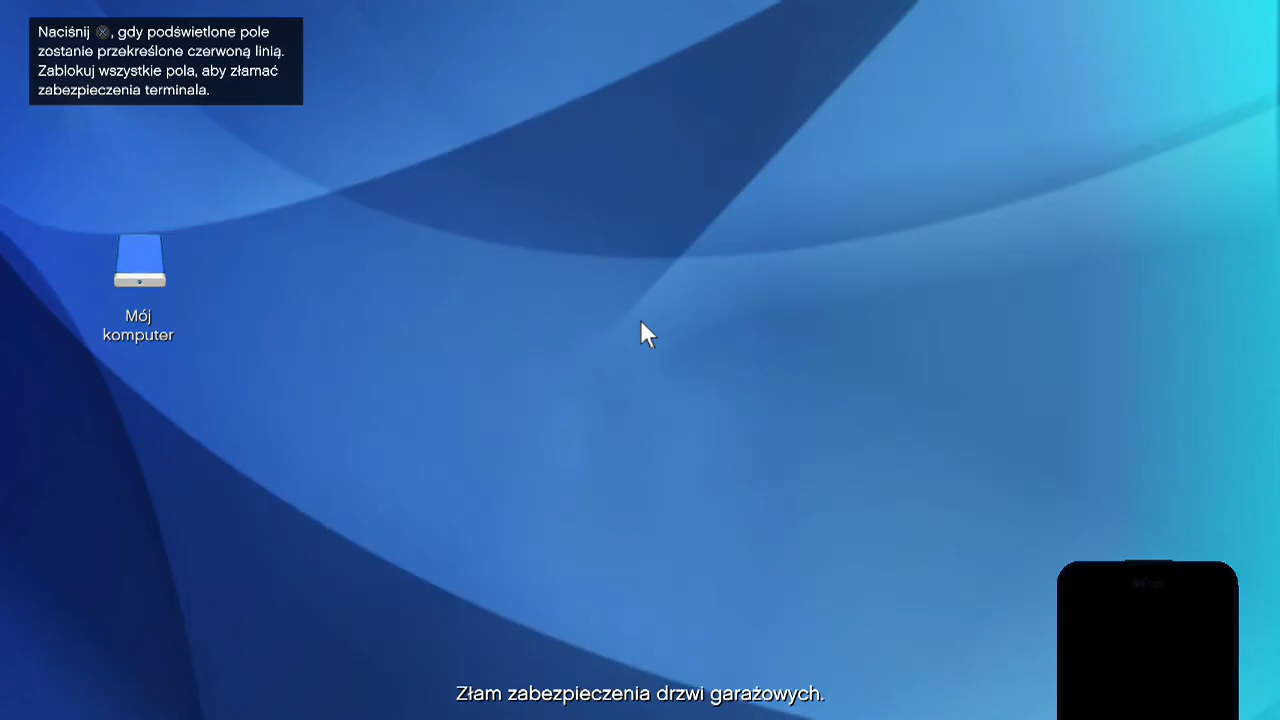 Naciśnij ⊗, gdy podświetlone pole
zostanie przekreślone czerwoną linią.
Zablokuj wszystkie pola, aby złamać
zabezpieczenia terminala.
Mój
komputer
Złam zabezpieczenia drzwi garażowych.